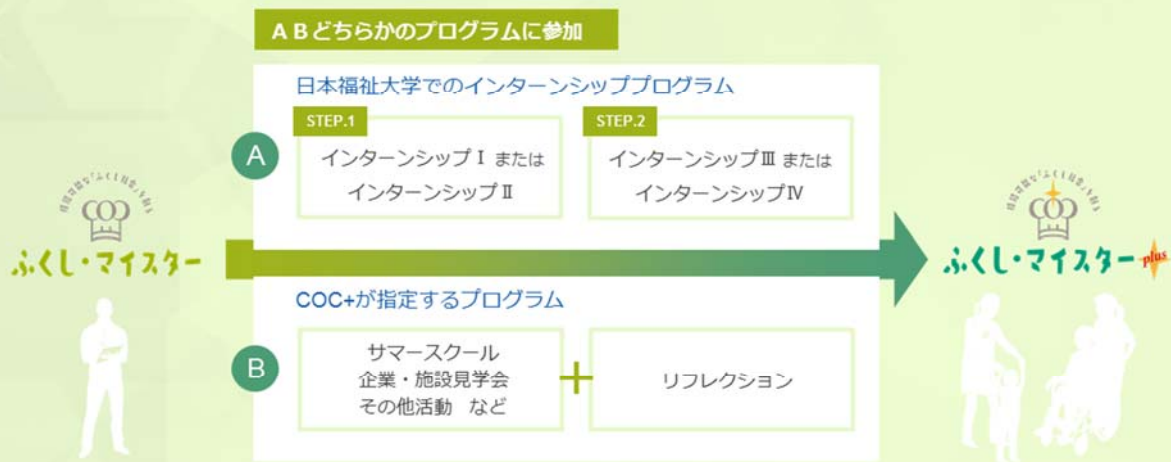 ABどちらかのプログラムに参加
日本福祉大学でのインターンシッププログラム
A
STEP.1
インターンシップⅠ または
インターンシップⅡ
STEP.2
インターンシップⅢ または
インターンシップⅣ
ふくし・マイスター
ふくし・マイスター plus
COC+が指定するプログラム
B
サマースクール
企業・施設見学会
その他活動　など
+
リフレクション